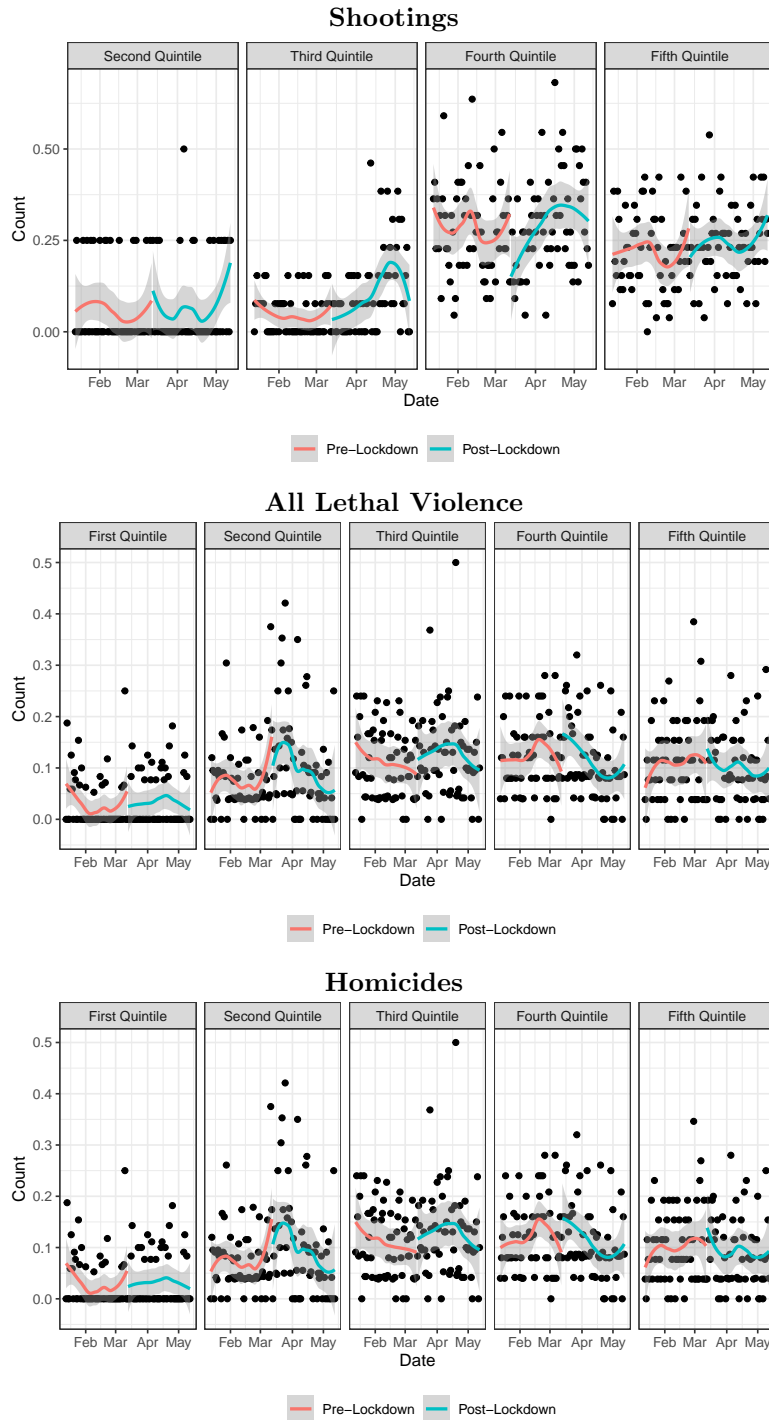 Shootings
Second Quintile Third Quintile Fourth Quintile Fifth Quintile
0.50
0.25
0.00
Count
Feb Mar Apr May Feb Mar Apr May Feb Mar Apr May Feb Mar Apr May
Date
Pre−Lockdown Post−Lockdown
All Lethal Violence
First Quintile Second Quintile Third Quintile Fourth Quintile Fifth Quintile
0.5
0.4
0.3
0.2
0.1
0.0
Count
Feb Mar Apr May Feb Mar Apr May Feb Mar Apr May Feb Mar Apr May Feb Mar Apr May
Date
Pre−Lockdown Post−Lockdown
Homicides
First Quintile Second Quintile Third Quintile Fourth Quintile Fifth Quintile
0.5
0.4
0.3
0.2
0.1
0.0
Count
Feb Mar Apr May Feb Mar Apr May Feb Mar Apr May Feb Mar Apr May Feb Mar Apr May
Date
Pre−Lockdown Post−Lockdown